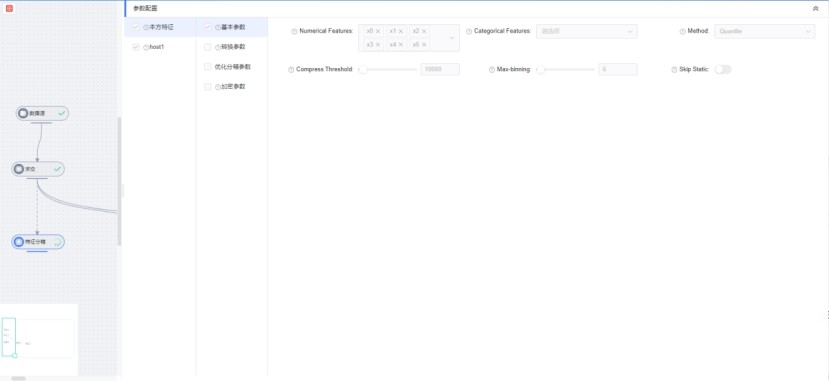 参数配置
本方特征
host1
基本参数
转换参数
优化分箱参数
加密参数
Numerical Features:
x0 × x1 × x2 ×
x3 × x4 × x5 ×
Categorical Features:
请选择
Method:
Quantile
Compress Threshold:
10000
Max-binning:
5
Skip Static:
数据源
求交
特征分箱